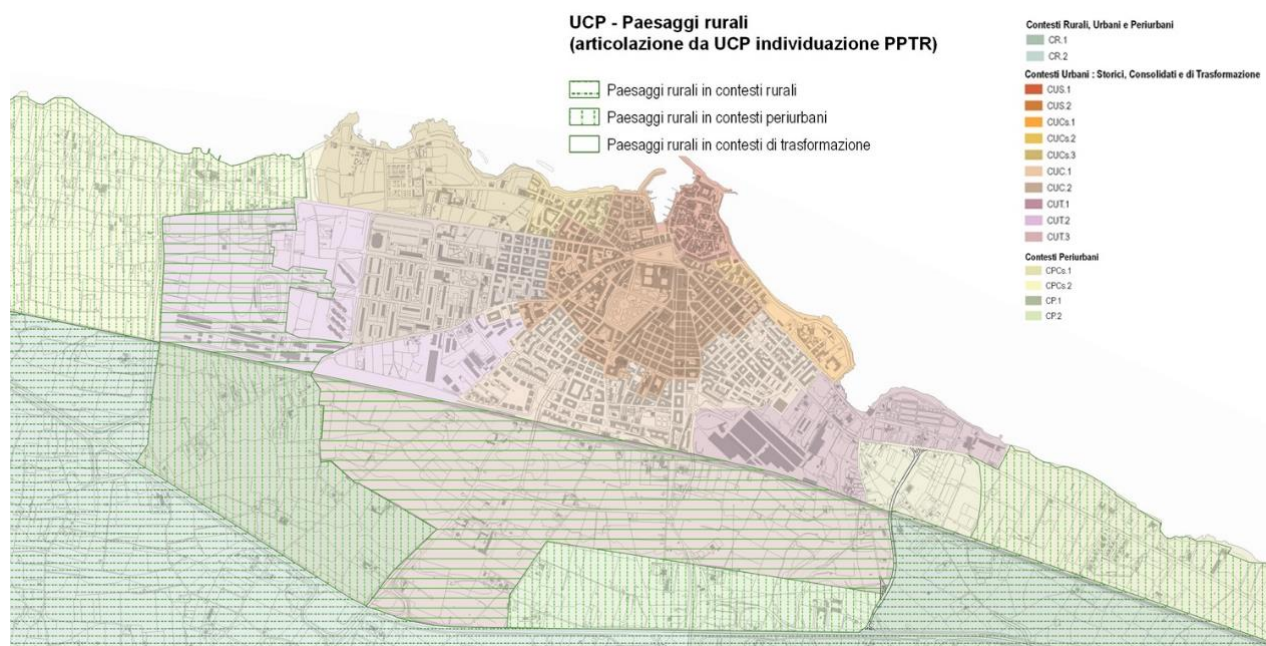 UCP - Paesaggi rurali
(articolazione da UCP individuazione PPTR)
Paesaggi rurali in contesti rurali
Paesaggi rurali in contesti periurbani
Paesaggi rurali in contesti di trasformazione
Contesti Rurali, Urbani e Periurbani
CR.1
CR.2
Contesti Urbani : Storici, Consolidati e di Trasformazione
CUS.1
CUS.2
CUCs.1
CUCs.2
CUCs.3
CUC.1
CUC.2
CUT.1
CUT.2
CUT.3
Contesti Periurbani
CPCs.1
CPCs.2
CP.1
CP.2